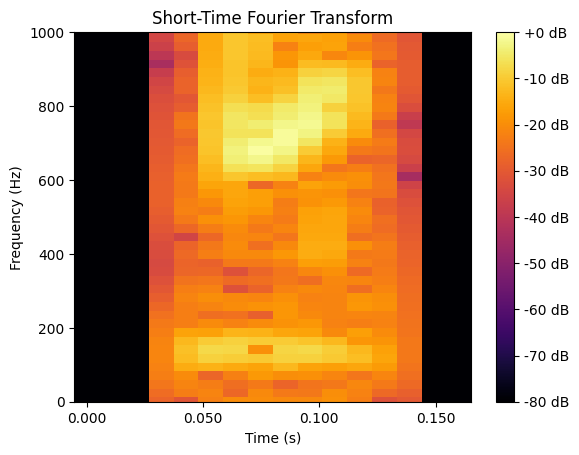 Short-Time Fourier Transform
1000
800
600
400
200
0
Frequency (Hz)
0.000
0.050
0.100
0.150
Time (s)
+0 dB
-10 dB
-20 dB
-30 dB
-40 dB
-50 dB
-60 dB
-70 dB
-80 dB